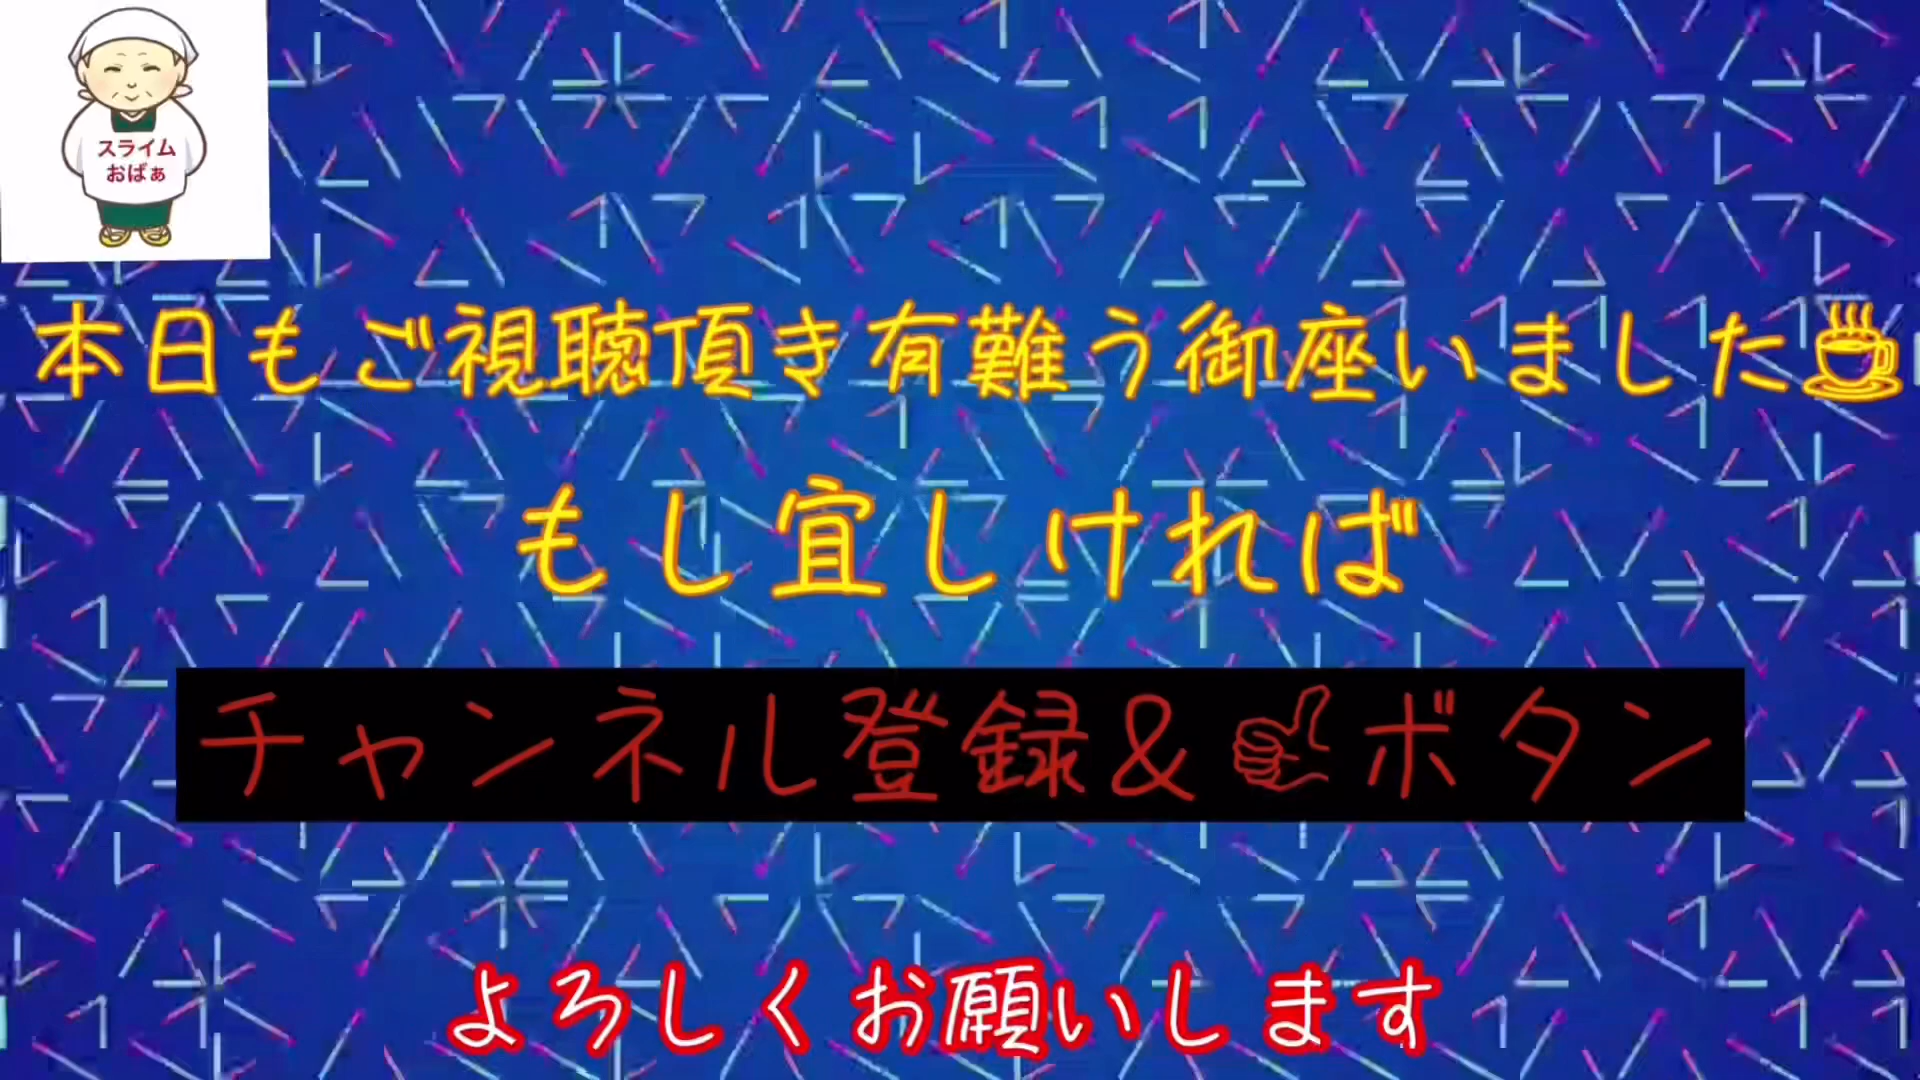 スライム
おばぁ
本日もご視聴頂き有難う御座いました☕
もし宜しければ
チャンネル登録&👍ボタン
よろしくお願いします